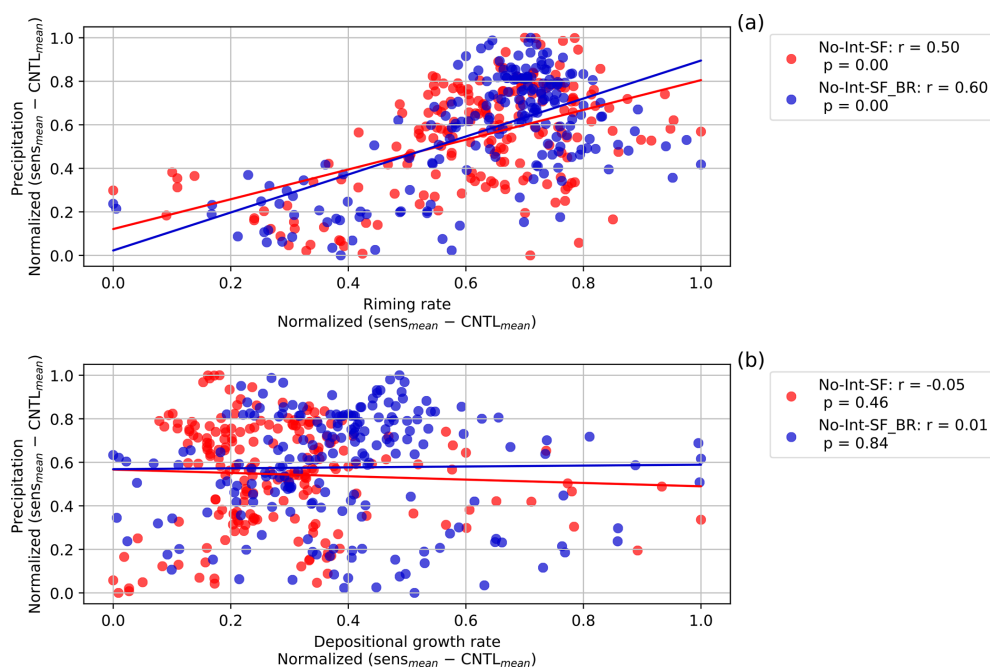 (a)
Precipitation
Normalized (sens_mean − CNTL_mean)
1.0
0.8
0.6
0.4
0.2
0.0
0.0 0.2 0.4 0.6 0.8 1.0
Riming rate
Normalized (sens_mean − CNTL_mean)
No-Int-SF: r = 0.50
p = 0.00
No-Int-SF_BR: r = 0.60
p = 0.00
(b)
Precipitation
Normalized (sens_mean − CNTL_mean)
1.0
0.8
0.6
0.4
0.2
0.0
0.0 0.2 0.4 0.6 0.8 1.0
Depositional growth rate
Normalized (sens_mean − CNTL_mean)
No-Int-SF: r = -0.05
p = 0.46
No-Int-SF_BR: r = 0.01
p = 0.84